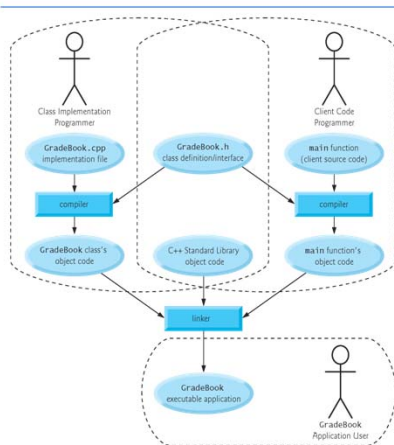 Class Implementation
Programmer
Client Code
Programmer
GradeBook.cpp
implementation file
GradeBook.h
class definition/interface
main function
(client source code)
compiler
compiler
GradeBook class's
object code
C++ Standard Library
object code
main function's
object code
linker
GradeBook
executable application
GradeBook
Application User